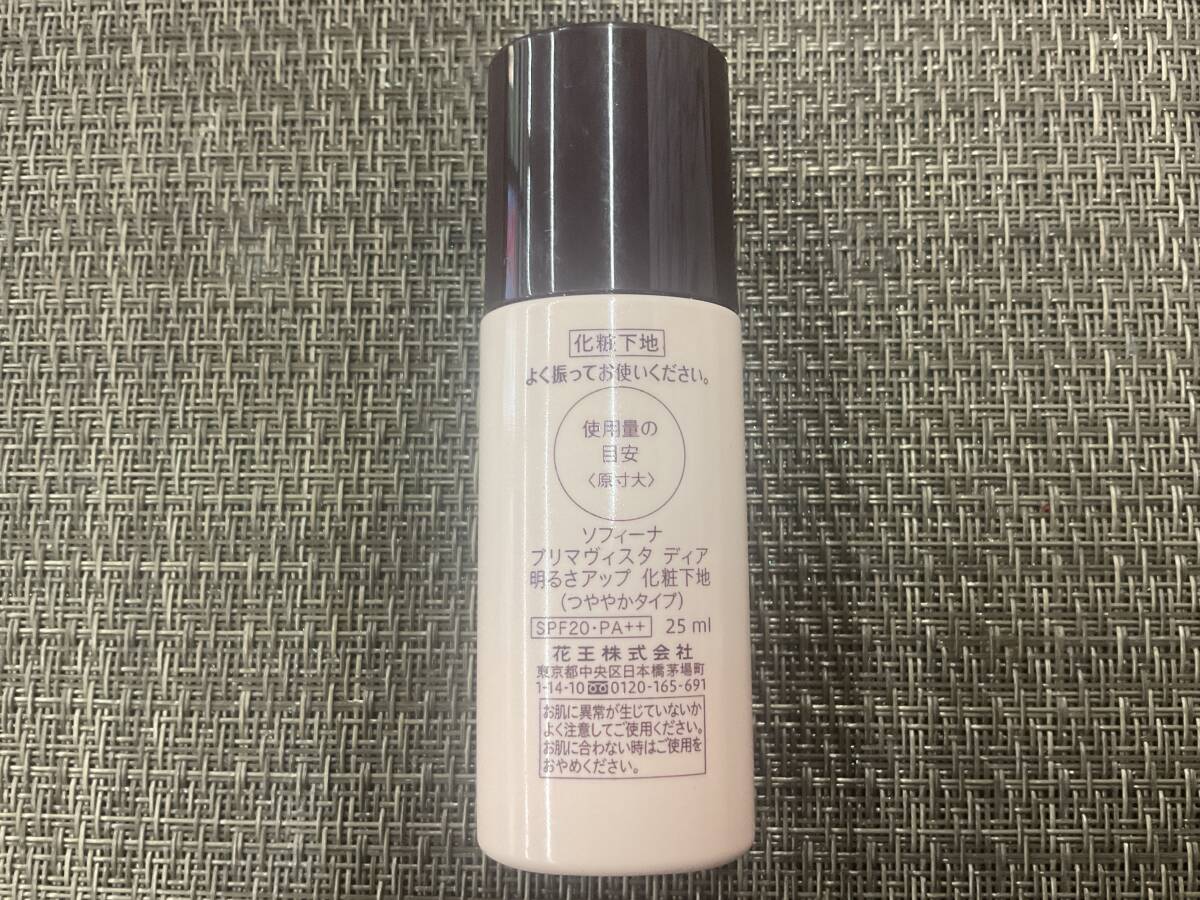 化粧下地
よく振ってお使いください。
使用量の
目安
〈原寸大〉
ソフィーナ
プリマヴィスタ ディア
明るさアップ 化粧下地
(つややかタイプ)
SPF20・PA++ 25 ml
花王株式会社
東京都中央区日本橋茅場町
1-14-10 0120-165-691
お肌に異常が生じていないか
よく注意してご使用ください。
お肌に合わない時はご使用を
おやめください。